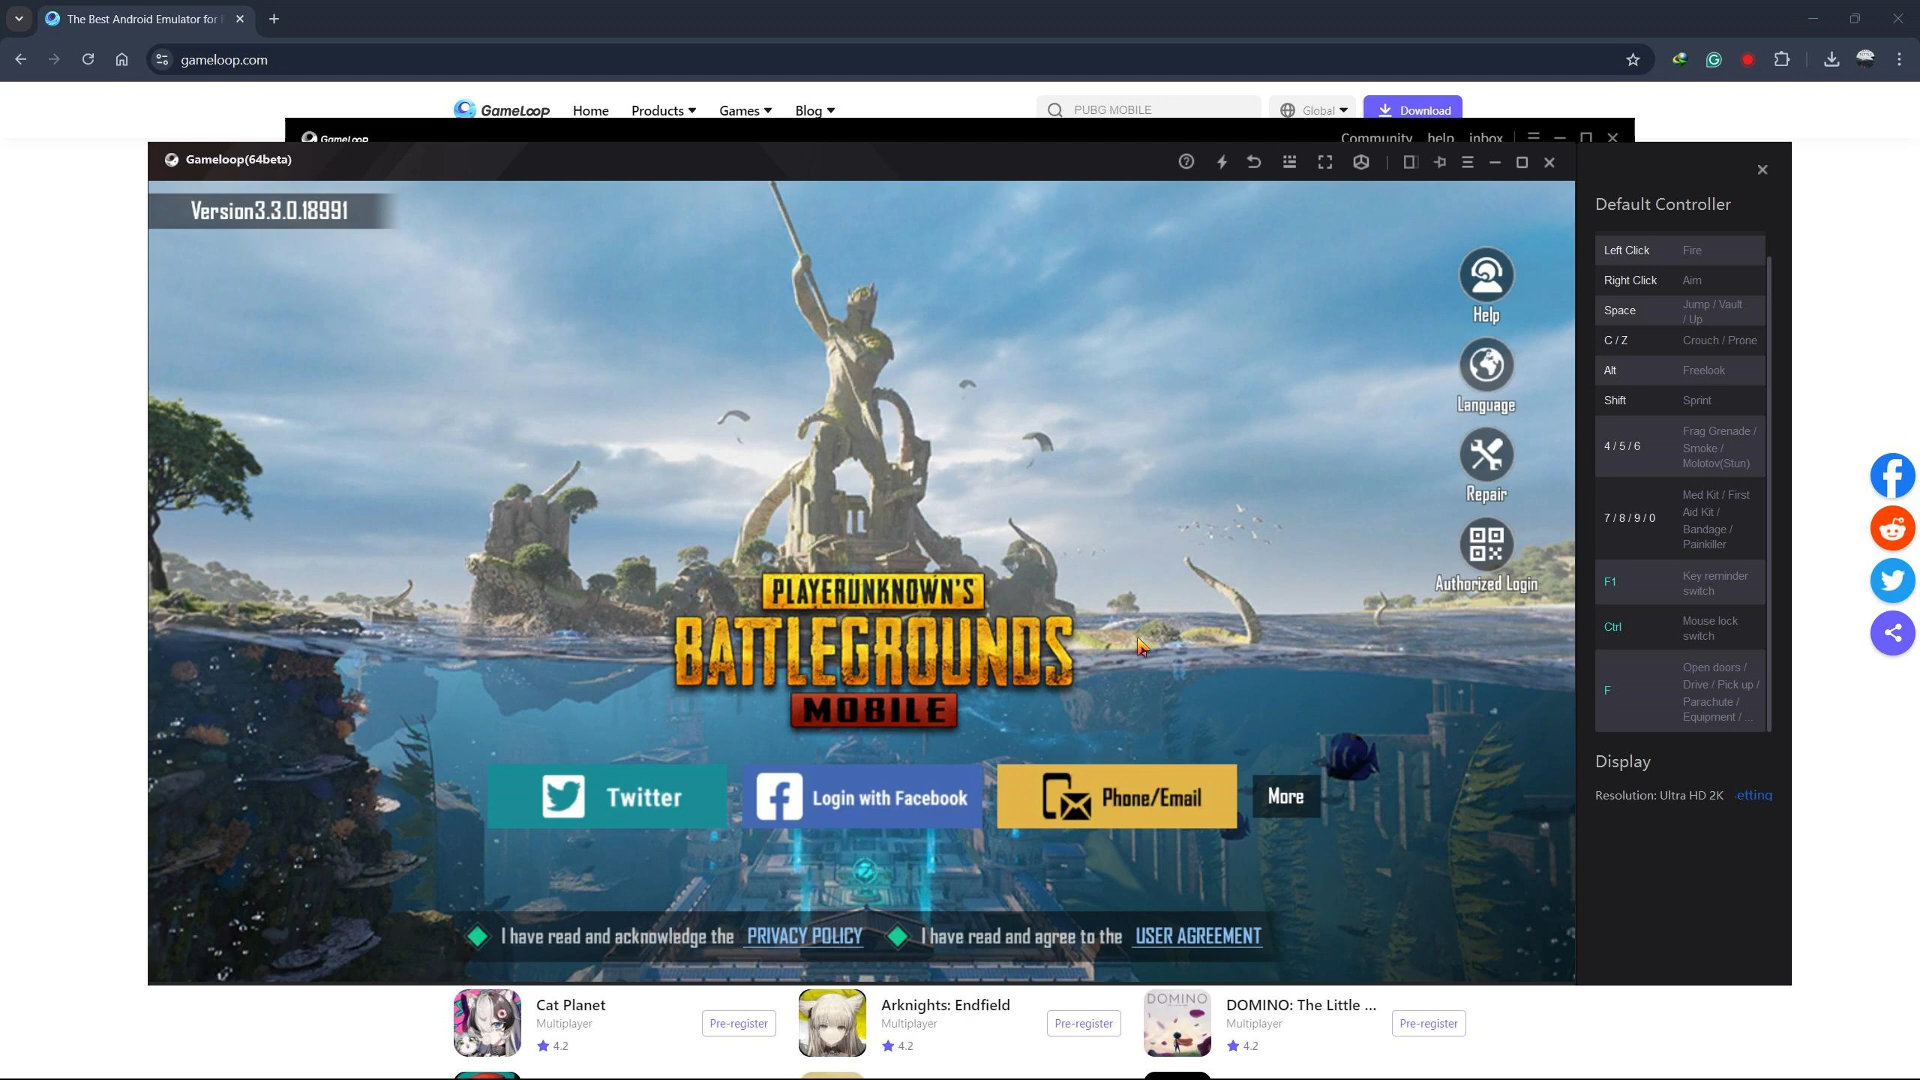 The Best Android Emulator for
gameloop.com
GameLoop
Home
Products
Games
Blog
PUBG MOBILE
Global
Download
GameLoop
Community
help
inbox
Gameloop(64beta)
Version3.3.0.18991
Help
Language
Repair
Authorized Login
PLAYERUNKNOWN'S
BATTLEGROUNDS
MOBILE
Twitter
Login with Facebook
Phone/Email
More
I have read and acknowledge the PRIVACY POLICY
I have read and agree to the USER AGREEMENT
Default Controller
Left Click Fire
Right Click Aim
Space Jump / Vault
/ Up
C / Z Crouch / Prone
Alt Freelook
Shift Sprint
4 / 5 / 6 Frag Grenade /
Smoke /
Molotov(Stun)
7 / 8 / 9 / 0 Med Kit / First
Aid Kit /
Bandage /
Painkiller
F1 Key reminder
switch
Ctrl Mouse lock
switch
F Open doors /
Drive / Pick up /
Parachute /
Equipment / ...
Display
Resolution: Ultra HD 2K etting
Cat Planet
Multiplayer
4.2
Pre-register
Arknights: Endfield
Multiplayer
4.2
Pre-register
DOMINO
DOMINO: The Little ...
Multiplayer
4.2
Pre-register